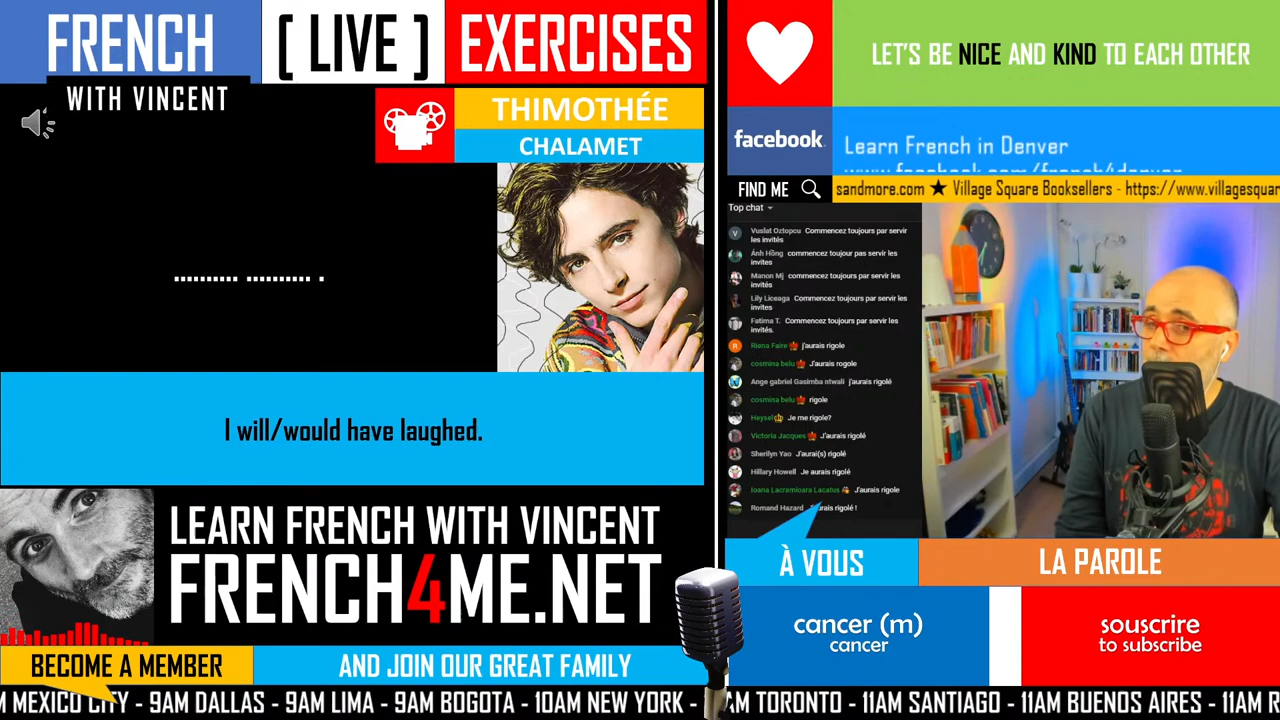 FRENCH
[ LIVE ]
EXERCISES
WITH VINCENT
THIMOTHÉE
CHALAMET
.......... .......... .
I will/would have laughed.
LEARN FRENCH WITH VINCENT
FRENCH4ME.NET
BECOME A MEMBER
AND JOIN OUR GREAT FAMILY
LET'S BE NICE AND KIND TO EACH OTHER
facebook.
Learn French in Denver
www.facebook.com/french4denver
FIND ME
sandmore.com ★ Village Square Booksellers - https://www.villagesqua
Top chat
Vuslat Oztopcu Commencez toujours par servir
les invités
Ánh Hồng commencez toujour pas servir les
invites
Manon Mj commencez toujours par servir les
invités
Lily Liceaga Commencez toujours par servir les
invites
Fatima T. Commencez toujours par servir les
invités.
Riena Faire j'aurais rigole
cosmina belu J'aurais rogole
Ange gabriel Gasimba ntwali j'aurais rigolé
cosmina belu rigole
Heysel Je me rigole?
Victoria Jacques J'aurais rigolé
Sherilyn Yao J'aurai(s) rigolé
Hillary Howell Je aurais rigolé
Ioana Lacramioara Lacatus J'aurais rigole
Romand Hazard rigolé !
À VOUS
LA PAROLE
cancer (m)
cancer
souscrire
to subscribe
M MEXICO CITY - 9AM DALLAS - 9AM LIMA - 9AM BOGOTA - 10AM NEW YORK - AM TORONTO - 11AM SANTIAGO - 11AM BUENOS AIRES - 11AM R